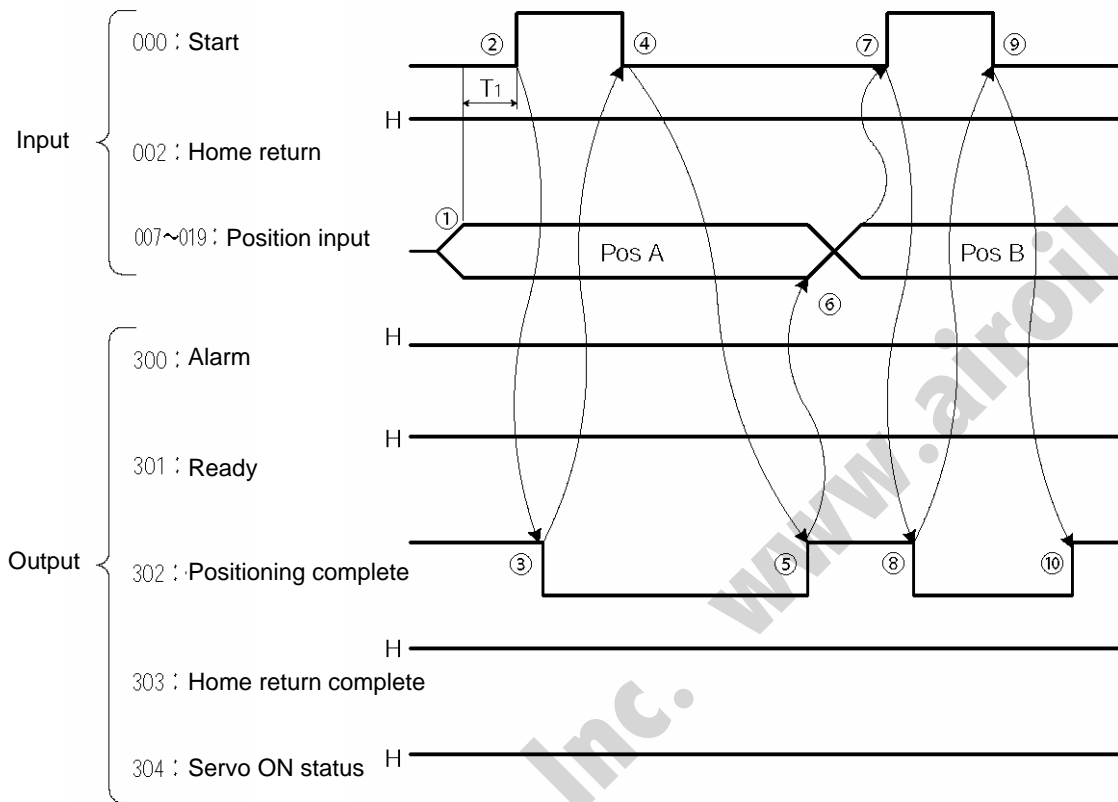 000 : Start
② ④ ⑦ ⑨
T1
H
Input
002 : Home return
①
007~019 : Position input
Pos A
Pos B
⑥
H
300 : Alarm
H
301 : Ready
Output
302 : Positioning complete
③ ⑤ ⑧ ⑩
H
303 : Home return complete
304 : Servo ON status
H
Inc. www.airoil